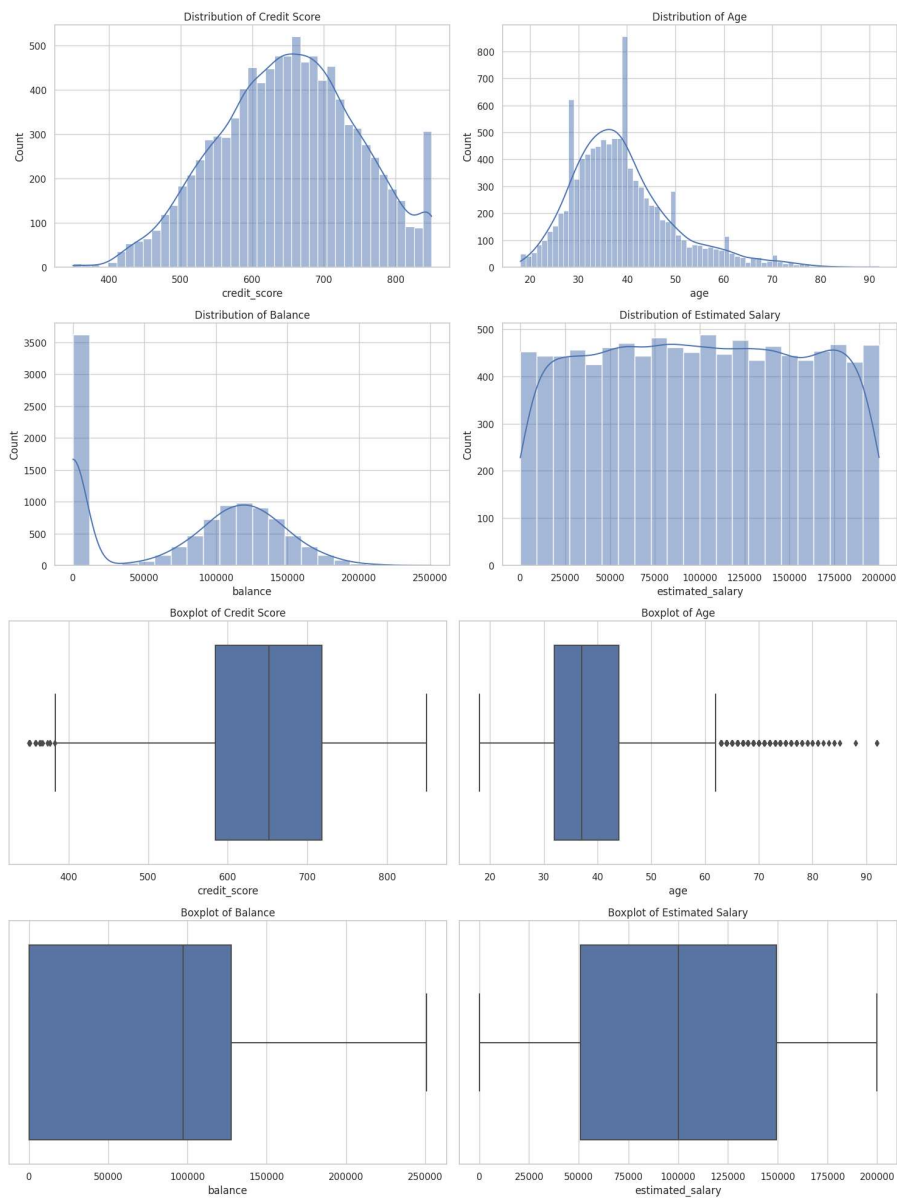 Distribution of Credit Score
500
400
300
200
100
0
Count
400 500 600 700 800
credit_score
Distribution of Age
800
700
600
500
400
300
200
100
0
Count
20 30 40 50 60 70 80 90
age
Distribution of Balance
3500
3000
2500
2000
1500
1000
500
0
Count
0 50000 100000 150000 200000 250000
balance
Distribution of Estimated Salary
500
400
300
200
100
0
Count
0 25000 50000 75000 100000 125000 150000 175000 200000
estimated_salary
Boxplot of Credit Score
400 500 600 700 800
credit_score
Boxplot of Age
20 30 40 50 60 70 80 90
age
Boxplot of Balance
0 50000 100000 150000 200000 250000
balance
Boxplot of Estimated Salary
0 25000 50000 75000 100000 125000 150000 175000 200000
estimated_salary